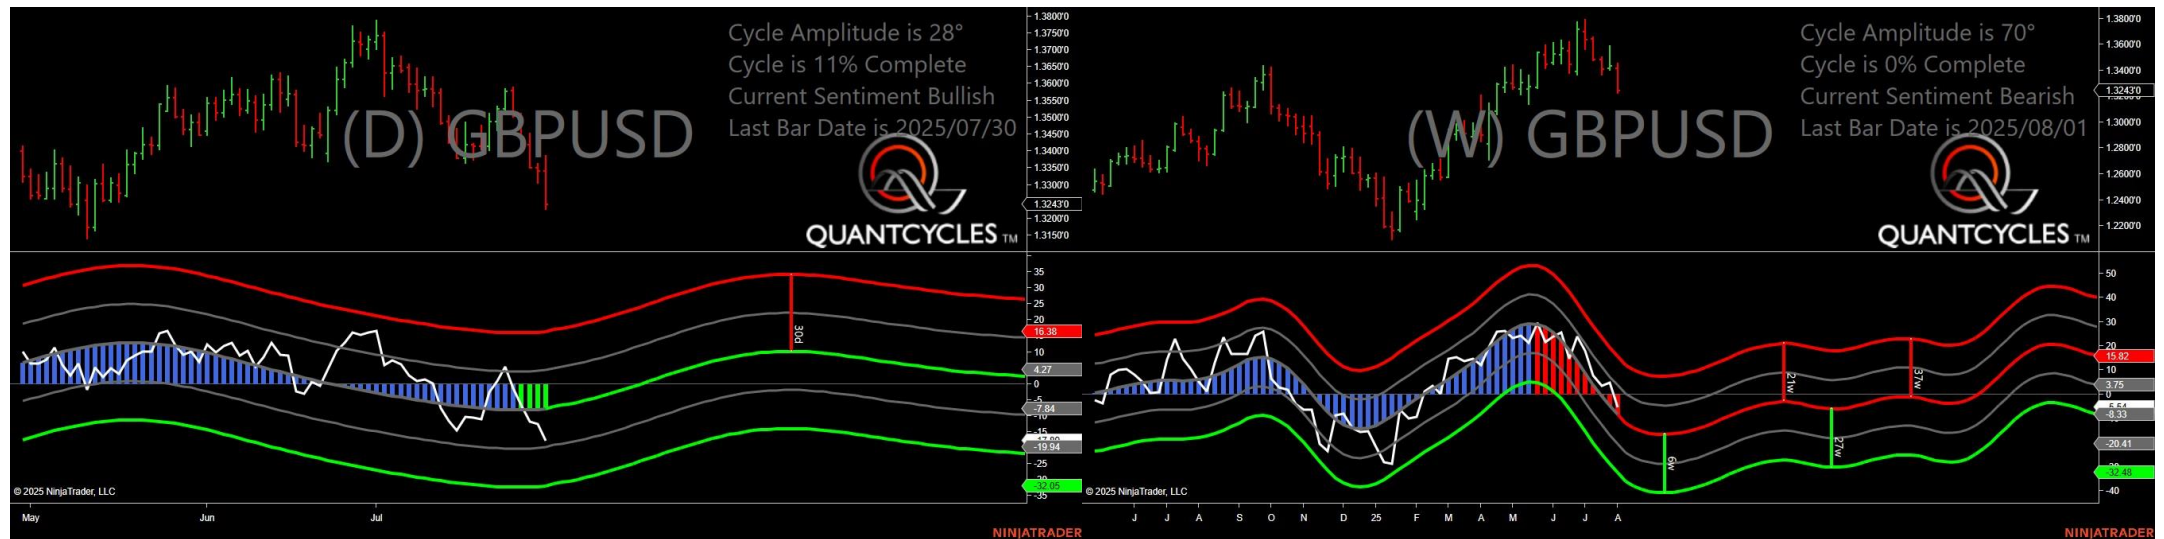 Cycle Amplitude is 28°
Cycle is 11% Complete
Current Sentiment Bullish
Last Bar Date is 2025/07/30
(D) GBPUSD
QUANTCYCLES TM
1.3800'0
1.3750'0
1.3700'0
1.3650'0
1.3600'0
1.3550'0
1.3500'0
1.3450'0
1.3400'0
1.3350'0
1.3300'0
1.3243'0
1.3200'0
1.3150'0
35
30
25
20
16.38
10
4.27
0
-5
-7.84
-10
-15
-19.94
-25
-32.05
-35
30d
© 2025 NinjaTrader, LLC
May Jun Jul
NINJATRADER
Cycle Amplitude is 70°
Cycle is 0% Complete
Current Sentiment Bearish
Last Bar Date is 2025/08/01
(W) GBPUSD
QUANTCYCLES TM
1.3800'0
1.3600'0
1.3400'0
1.3243'0
1.3000'0
1.2800'0
1.2600'0
1.2400'0
1.2200'0
50
40
30
20
15.82
10
3.75
0
-8.33
-20.41
-32.48
-40
21w
37w
6w
27w
© 2025 NinjaTrader, LLC
J J A S O N D 25 F M A M J J A
NINJATRADER